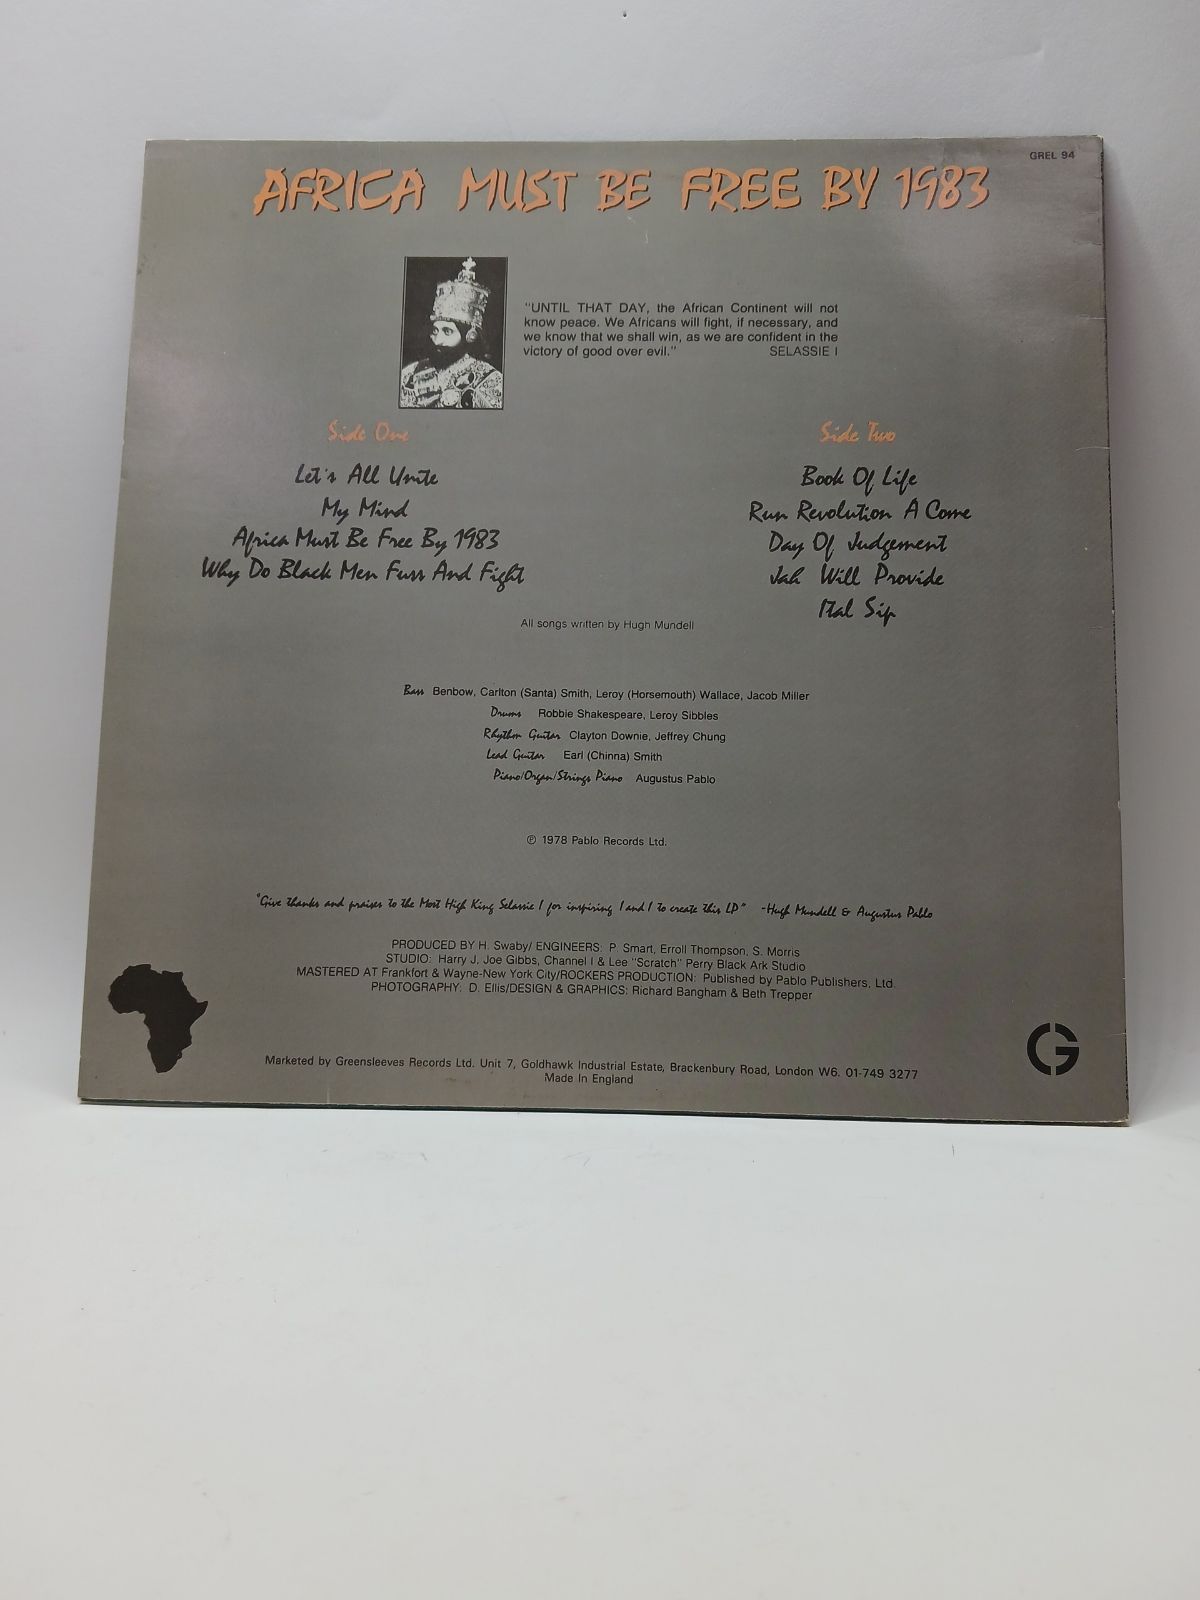 GREL 94
AFRICA MUST BE FREE BY 1983
"UNTIL THAT DAY, the African Continent will not
know peace. We Africans will fight, if necessary, and
we know that we shall win, as we are confident in the
victory of good over evil." SELASSIE I
Side One
Let's All Unite
My Mind
Africa Must Be Free By 1983
Why Do Black Men Fuss And Fight
Side Two
Book Of Life
Run Revolution A Come
Day Of Judgement
Jah Will Provide
Ital Sip
All songs written by Hugh Mundell
Bass Benbow, Carlton (Santa) Smith, Leroy (Horsemouth) Wallace, Jacob Miller
Drums Robbie Shakespeare, Leroy Sibbles
Rhythm Guitar Clayton Downie, Jeffrey Chung
Lead Guitar Earl (Chinna) Smith
Piano/Organ/Strings Piano Augustus Pablo
℗ 1978 Pablo Records Ltd.
"Give thanks and praises to the Most High King Selassie I for inspiring I and I to create this LP" -Hugh Mundell & Augustus Pablo
PRODUCED BY H. Swaby/ ENGINEERS: P. Smart, Erroll Thompson, S. Morris
STUDIO: Harry J, Joe Gibbs, Channel I & Lee "Scratch" Perry Black Ark Studio
MASTERED AT Frankfort & Wayne-New York City/ROCKERS PRODUCTION: Published by Pablo Publishers, Ltd.
PHOTOGRAPHY: D. Ellis/DESIGN & GRAPHICS: Richard Bangham & Beth Trepper
G
Marketed by Greensleeves Records Ltd. Unit 7, Goldhawk Industrial Estate, Brackenbury Road, London W6. 01-749 3277
Made In England